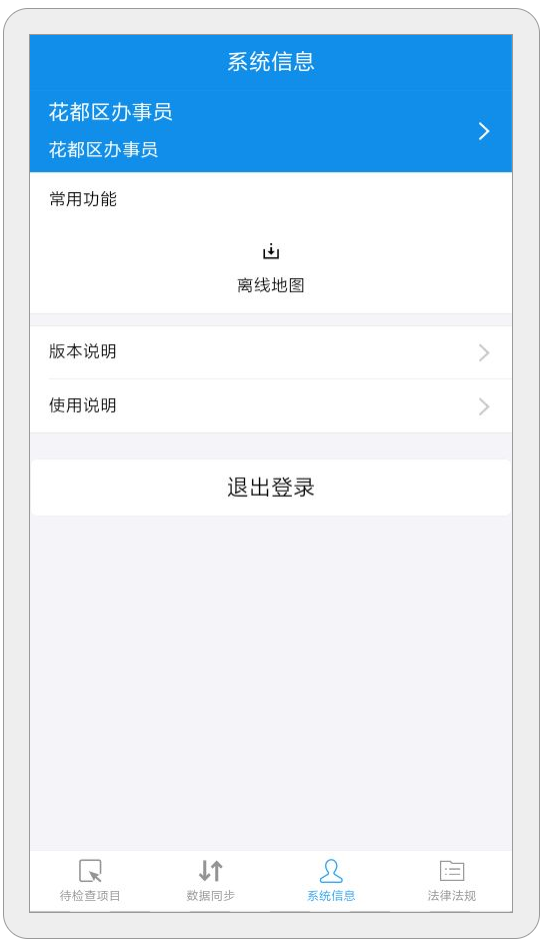 系统信息
花都区办事员
花都区办事员
常用功能
离线地图
版本说明
使用说明
退出登录
待检查项目
数据同步
系统信息
法律法规